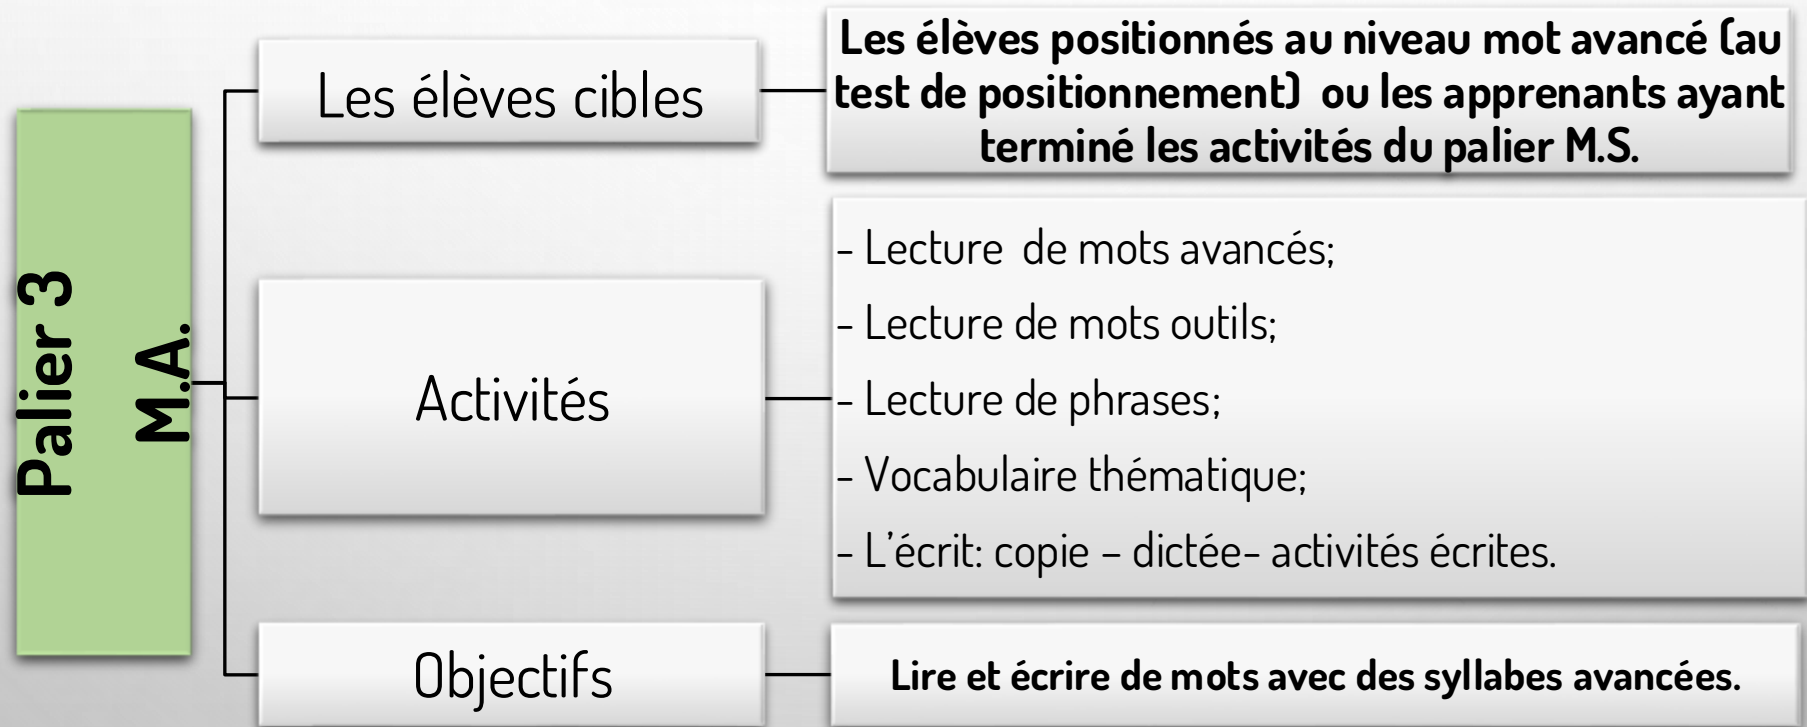 Palier 3
M.A.
Les élèves cibles
Les élèves positionnés au niveau mot avancé (au
test de positionnement) ou les apprenants ayant
terminé les activités du palier M.S.
Activités
- Lecture de mots avancés;
- Lecture de mots outils;
- Lecture de phrases;
- Vocabulaire thématique;
- L’écrit: copie – dictée- activités écrites.
Objectifs
Lire et écrire de mots avec des syllabes avancées.